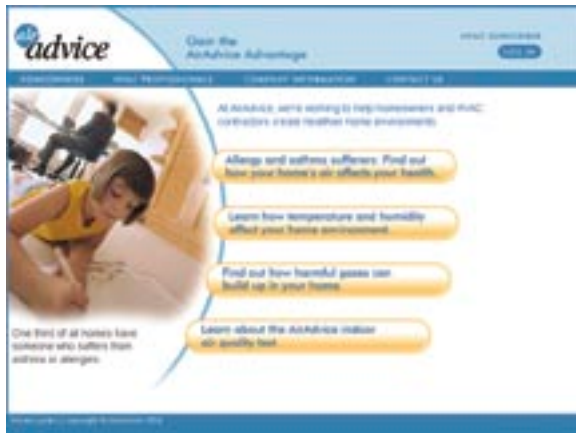 air advice
Gain the
AirAdvice Advantage
HVAC SUBSCRIBER
LOG IN
HOMEOWNERS HVAC PROFESSIONALS COMPANY INFORMATION CONTACT US
At AirAdvice, we're working to help homeowners and HVAC
contractors create healthier home environments.
Allergy and asthma sufferers: Find out
how your home's air affects your health.
Learn how temperature and humidity
affect your home environment.
Find out how harmful gases can
build up in your home.
Learn about the AirAdvice indoor
air quality test.
One third of all homes have
someone who suffers from
asthma or allergies.